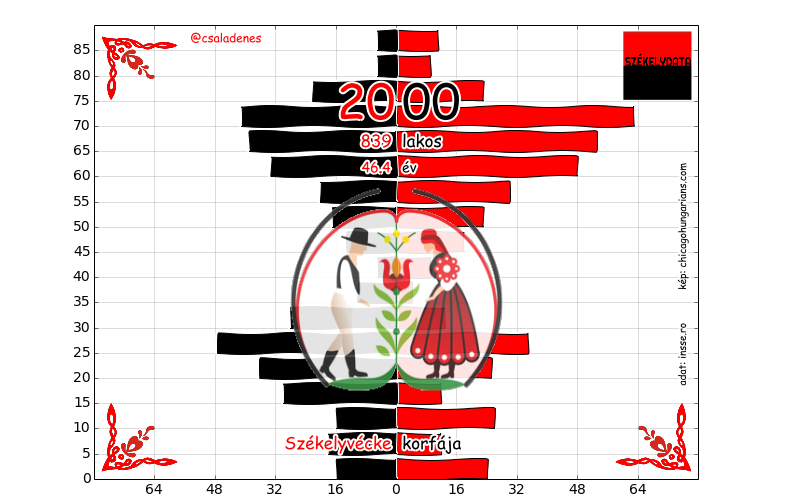 @csaladenes
SZÉKELYDATA
2000
839 lakos
46.4 év
Székelyvécke korfája
kép: chicagohungarians.com
adat: insse.ro
85
80
75
70
65
60
55
50
45
40
35
30
25
20
15
10
5
0
64 48 32 16 0 16 32 48 64